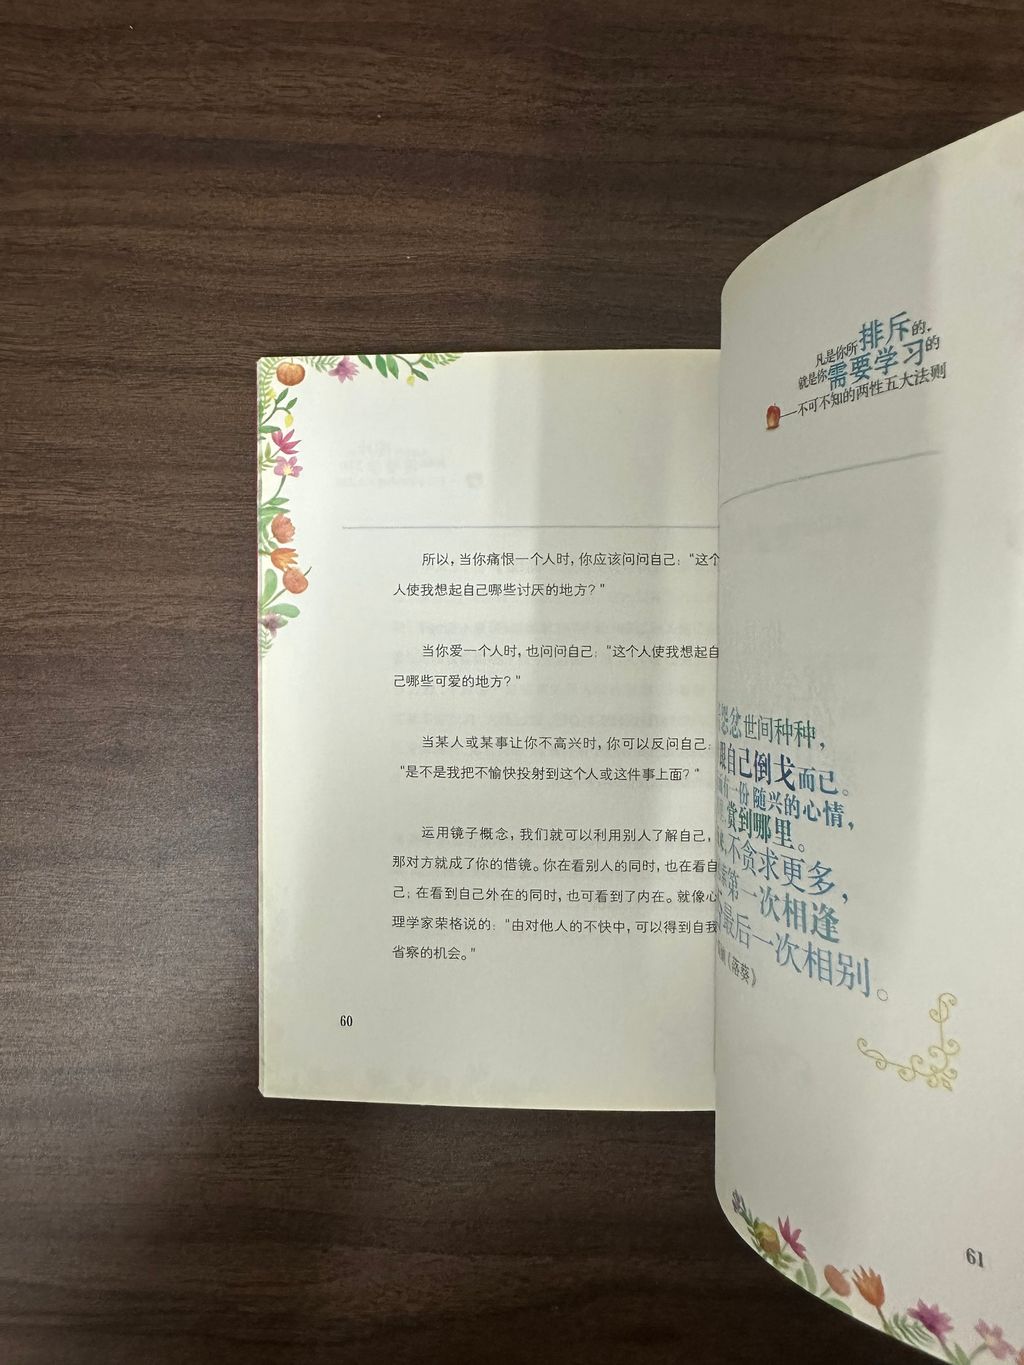 所以，当你痛恨一个人时，你应该问问自己："这个
人使我想起自己哪些讨厌的地方？"
当你爱一个人时，也问问自己："这个人使我想起自
己哪些可爱的地方？"
当某人或某事让你不高兴时，你可以反问自己：
"是不是我把不愉快投射到这个人或这件事上面？"
运用镜子概念，我们就可以利用别人了解自己，
那对方就成了你的借镜。你在看别人的同时，也在看自
己；在看到自己外在的同时，也可看到了内在。就像心
理学家荣格说的："由对他人的不快中，可以得到自我
省察的机会。"
60
凡是你所排斥的，
就是你需要学习的
——不可不知的两性五大法则
怨忿世间种种，
跟自己倒戈而已。
一份随兴的心情，
赏到哪里。
不贪求更多，
第一次相逢
最后一次相别。
《落葵》
61